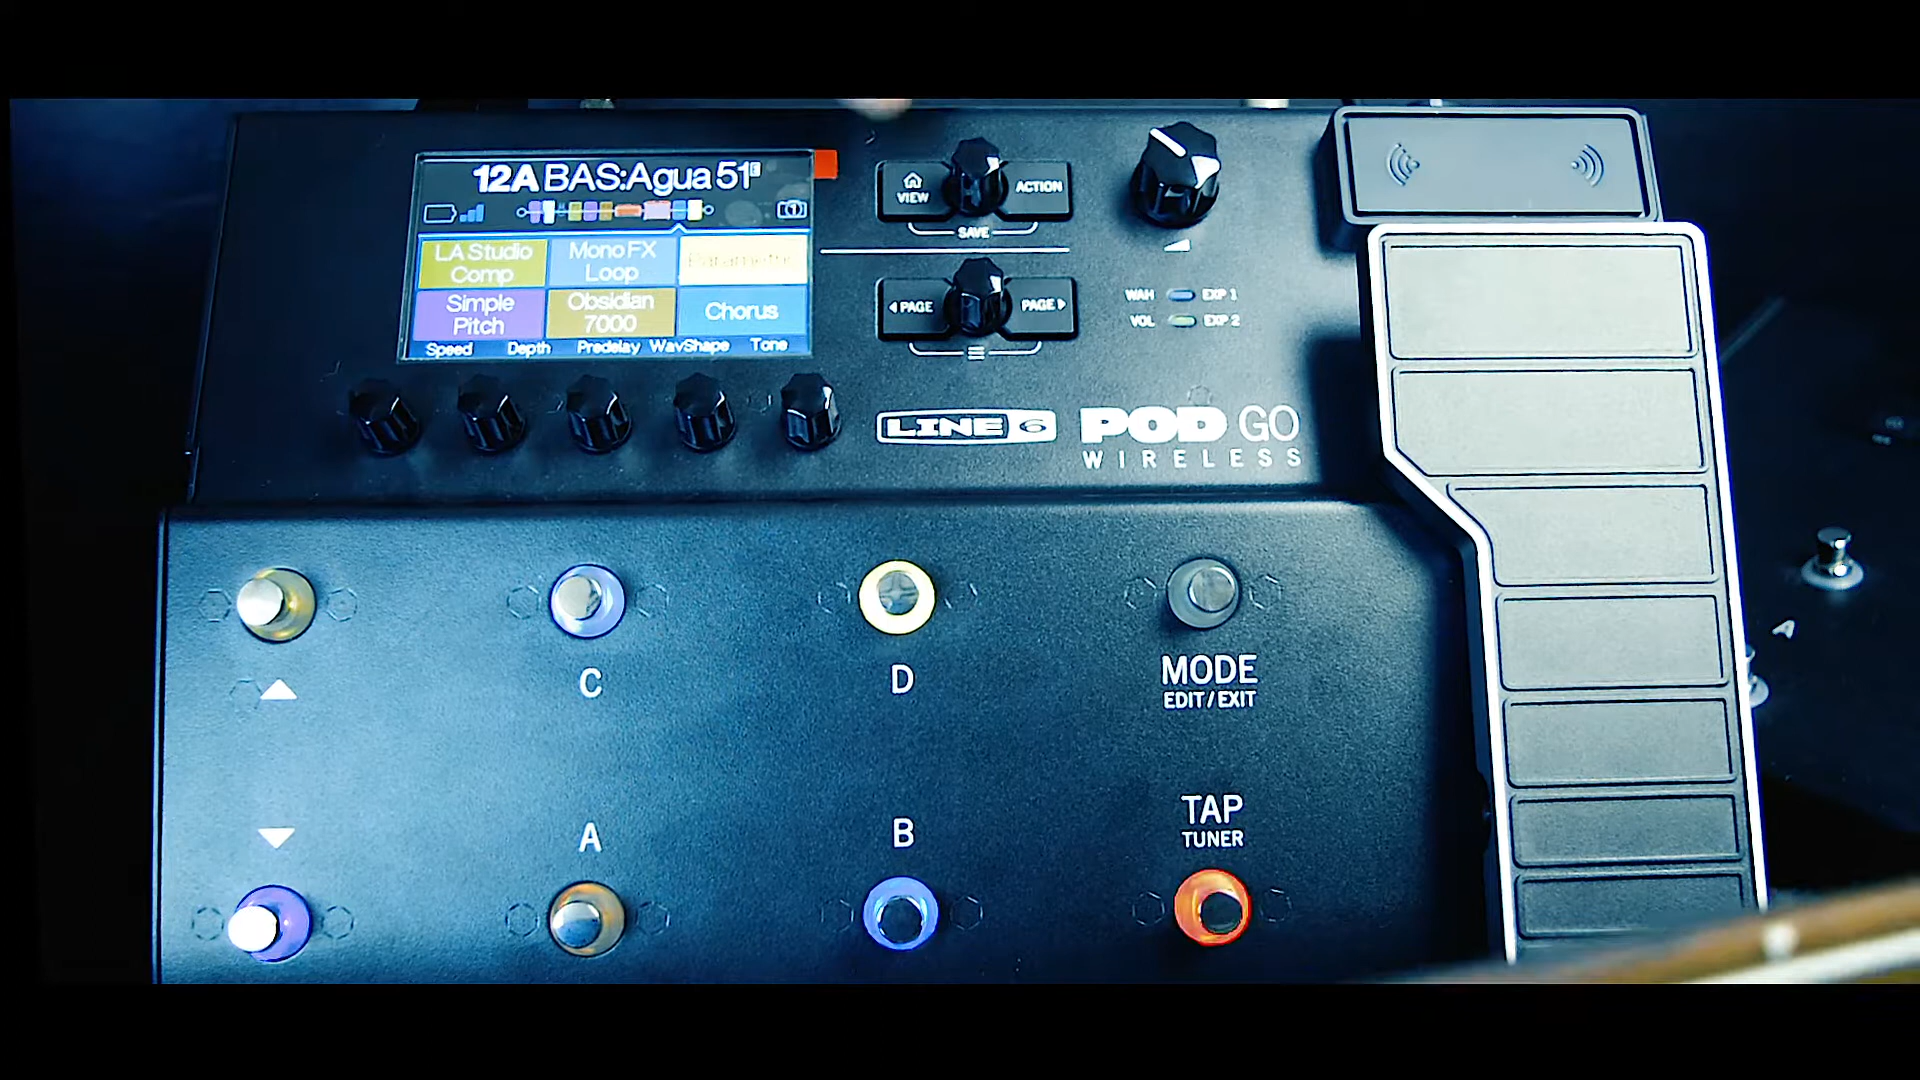 12A BAS:Agua 51
1
LA Studio
Comp
Mono FX
Loop
Parametric
Simple
Pitch
Obsidian
7000
Chorus
Speed Depth Predelay WavShape Tone
VIEW
ACTION
SAVE
PAGE
PAGE
WAH EXP 1
VOL EXP 2
LINE 6
POD GO
WIRELESS
C
D
MODE
EDIT/EXIT
A
B
TAP
TUNER
A